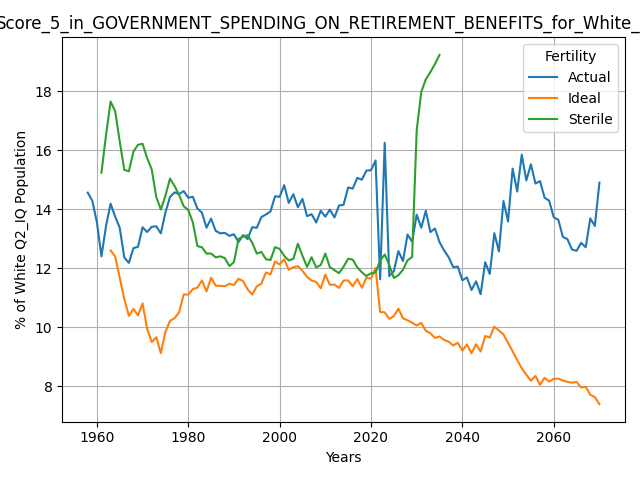 Score_5_in_GOVERNMENT_SPENDING_ON_RETIREMENT_BENEFITS_for_White_
Fertility
Actual
Ideal
Sterile
% of White Q2_IQ Population
18
16
14
12
10
8
1960
1980
2000
2020
2040
2060
Years